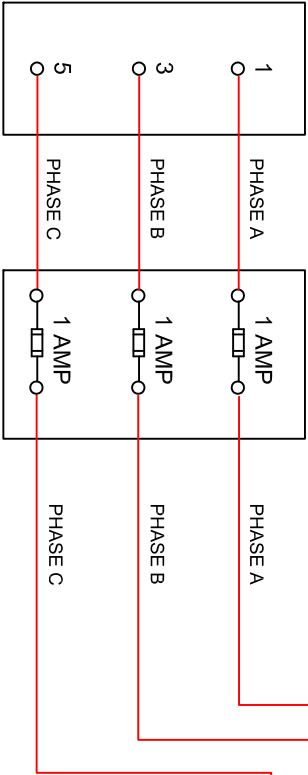 1
3
5
PHASE A
PHASE B
PHASE C
1 AMP
1 AMP
1 AMP
PHASE A
PHASE B
PHASE C